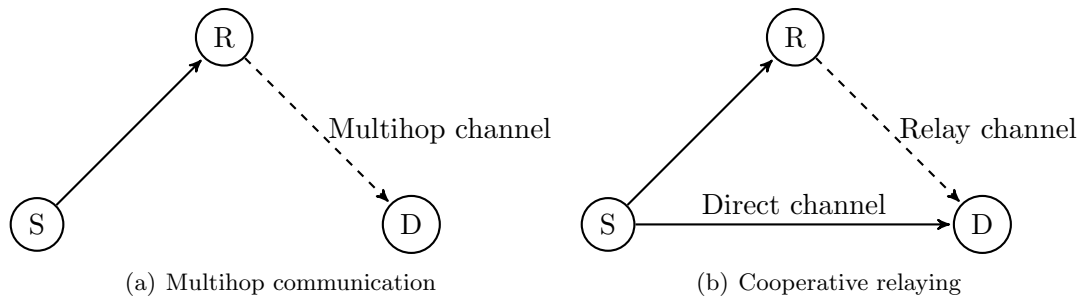 R
Multihop channel
S
D
(a) Multihop communication
R
Relay channel
Direct channel
S
D
(b) Cooperative relaying